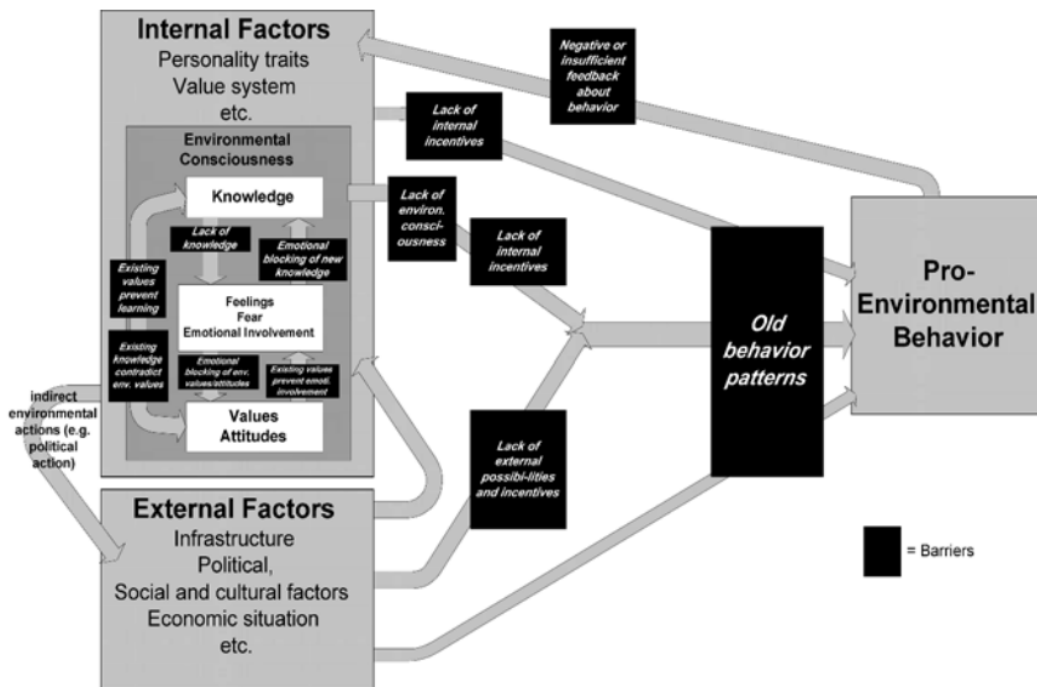 Internal Factors
Personality traits
Value system
etc.
Environmental
Consciousness
Knowledge
Lack of
knowledge
Emotional
blocking of new
knowledge
Existing
values
prevent
learning
Feelings
Fear
Emotional Involvement
Existing
knowledge
contradict
env. values
Emotional
blocking of env.
values/attitudes
Existing values
prevent emoti.
involvement
Values
Attitudes
indirect
environmental
actions (e.g.
political
action)
External Factors
Infrastructure
Political,
Social and cultural factors
Economic situation
etc.
Negative or
insufficient
feedback
about
behavior
Lack of
internal
incentives
Lack of
environ.
consci-
ousness
Lack of
internal
incentives
Lack of
external
possibi-lities
and incentives
Old
behavior
patterns
Pro-
Environmental
Behavior
= Barriers